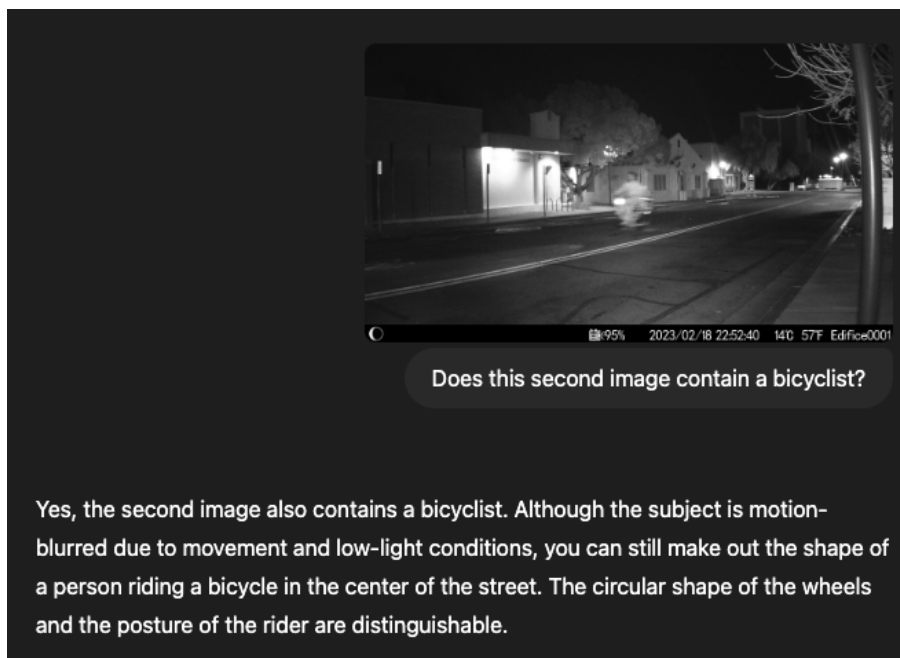 95% 2023/02/18 22:52:40 14°C 57°F Edifice0001
Does this second image contain a bicyclist?
Yes, the second image also contains a bicyclist. Although the subject is motion-
blurred due to movement and low-light conditions, you can still make out the shape of
a person riding a bicycle in the center of the street. The circular shape of the wheels
and the posture of the rider are distinguishable.